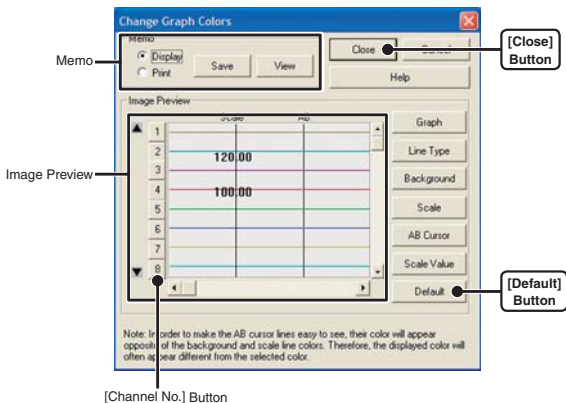 Change Graph Colors
Memo
Display
Print
Save
View
Close
Cancel
Help
[Close]
Button
Memo
Image Preview
Image Preview
Scale
AB
1
2
3
4
5
6
7
8
120.00
100.00
Graph
Line Type
Background
Scale
AB Cursor
Scale Value
Default
[Default]
Button
Note: In order to make the AB cursor lines easy to see, their color will appear
opposite of the background and scale line colors. Therefore, the displayed color will
often appear different from the selected color.
[Channel No.] Button